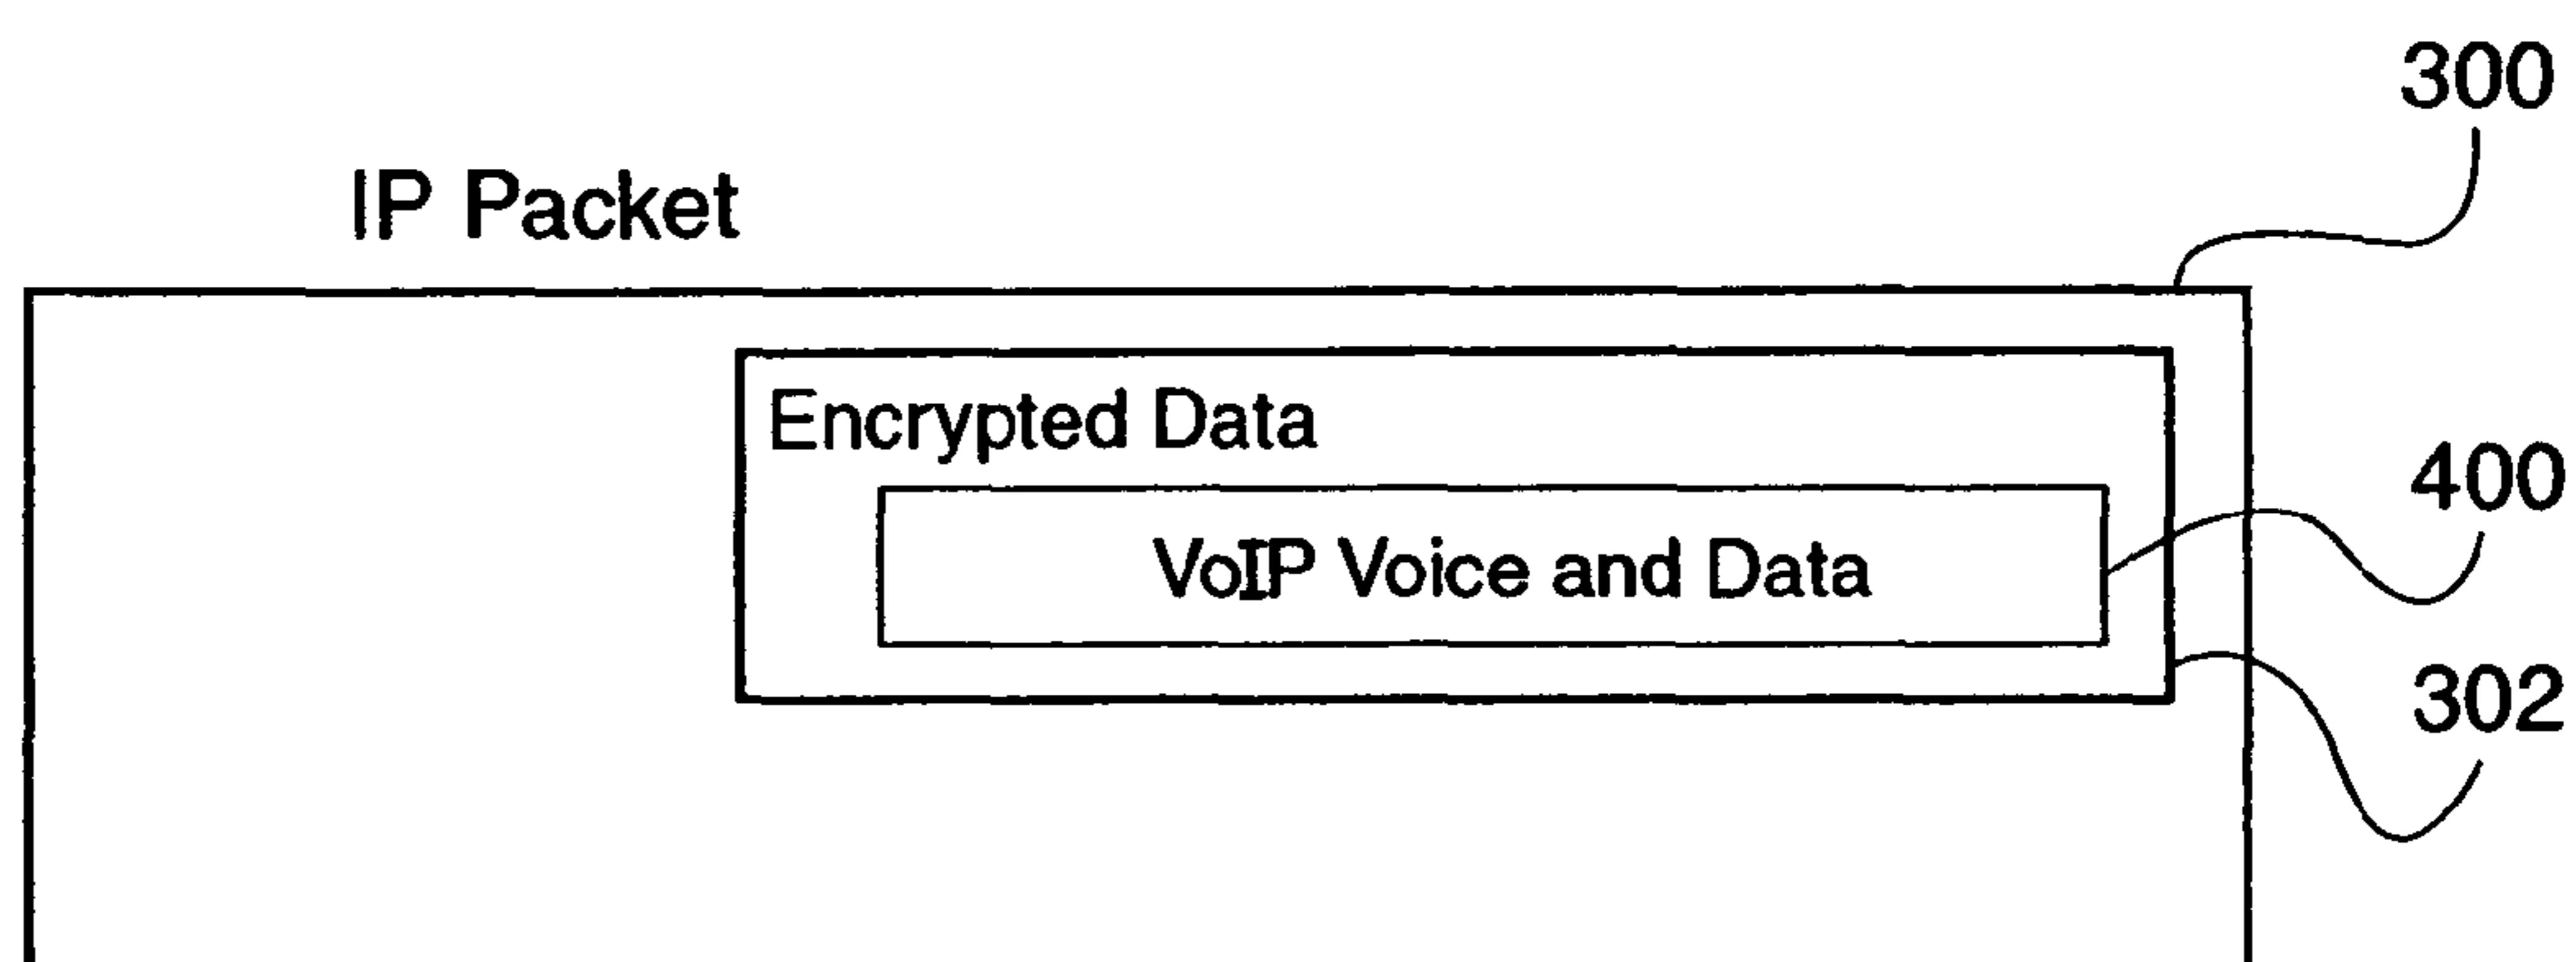 300
IP Packet
Encrypted Data
400
VoIP Voice and Data
302